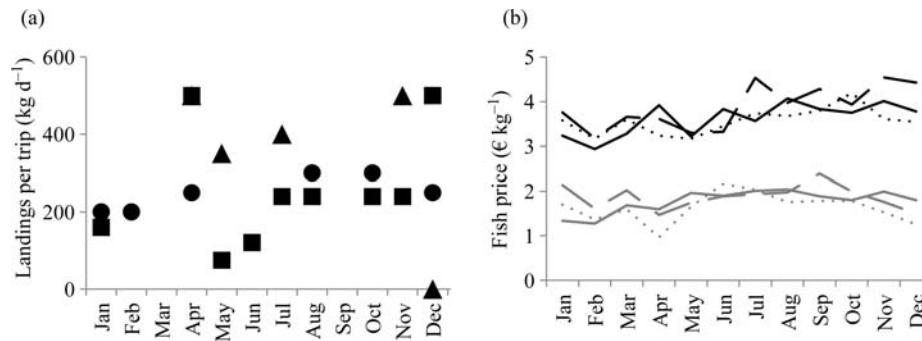 (a)
Landings per trip (kg d−1)
600
400
200
0
Jan
Feb
Mar
Apr
May
Jun
Jul
Aug
Sep
Oct
Nov
Dec
(b)
Fish price (€ kg−1)
5
4
3
2
1
0
Jan
Feb
Mar
Apr
May
Jun
Jul
Aug
Sep
Oct
Nov
Dec